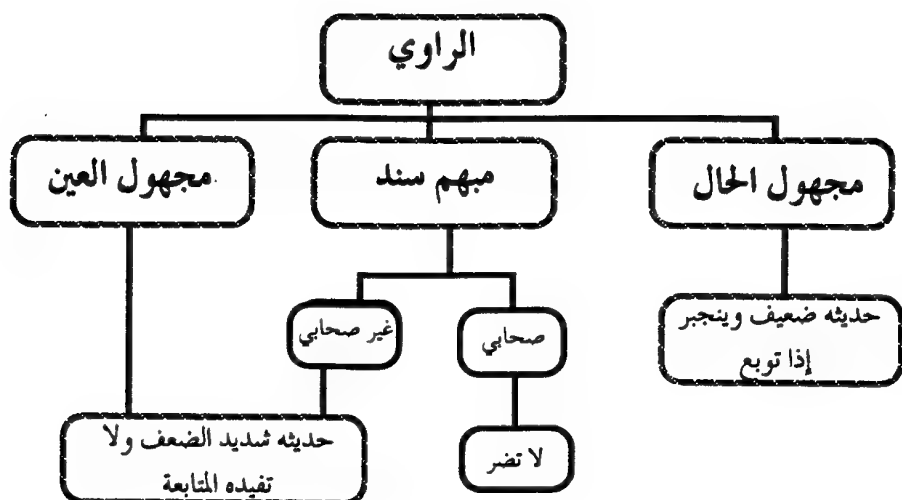 الراوي
مجهول الحال
مبهم سند
مجهول العين
حديثه ضعيف وينجبر
إذا توبع
صحابي
غير صحابي
لا تضر
حديثه شديد الضعف ولا
تفيده المتابعة